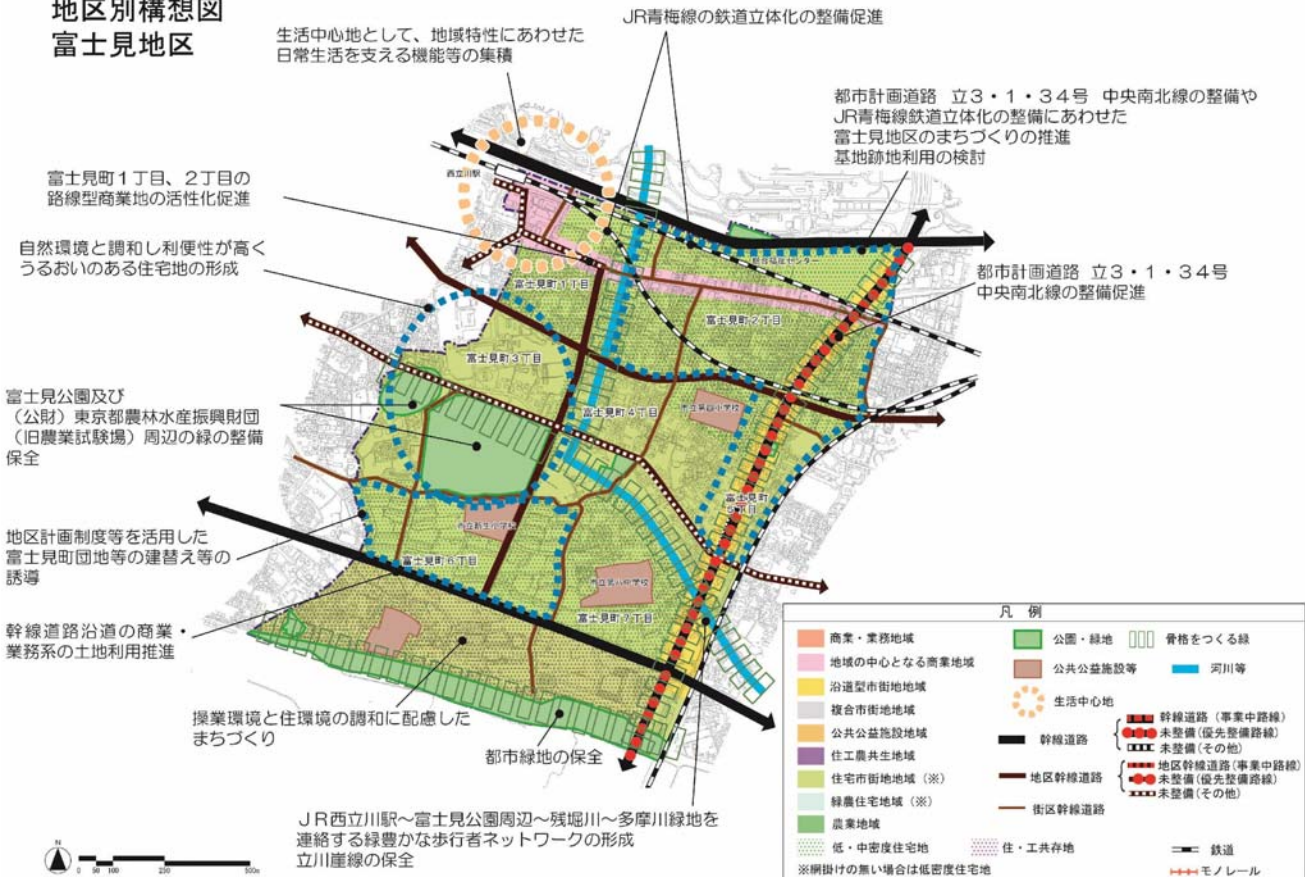 地区別構想図
富士見地区
生活中心地として、地域特性にあわせた
日常生活を支える機能等の集積
JR青梅線の鉄道立体化の整備促進
都市計画道路 立3・1・34号 中央南北線の整備や
JR青梅線鉄道立体化の整備にあわせた
富士見地区のまちづくりの推進
基地跡地利用の検討
富士見町1丁目、2丁目の
路線型商業地の活性化促進
自然環境と調和し利便性が高く
うるおいのある住宅地の形成
都市計画道路 立3・1・34号
中央南北線の整備促進
富士見公園及び
(公財)東京都農林水産振興財団
(旧農業試験場)周辺の緑の整備
保全
地区計画制度等を活用した
富士見町団地等の建替え等の
誘導
幹線道路沿道の商業・
業務系の土地利用推進
操業環境と住環境の調和に配慮した
まちづくり
都市緑地の保全
JR西立川駅~富士見公園周辺~残堀川~多摩川緑地を
連絡する緑豊かな歩行者ネットワークの形成
立川崖線の保全
西立川駅
富士見町1丁目
富士見町2丁目
富士見町3丁目
富士見町4丁目
市立第四小学校
富士見町
5丁目
市立新生小学校
富士見町6丁目
富士見町7丁目
凡例
商業・業務地域
地域の中心となる商業地域
沿道型市街地地域
複合市街地地域
公共公益施設地域
住工農共生地域
住宅市街地地域(※)
緑農住宅地域(※)
農業地域
低・中密度住宅地
住・工共存地
※網掛けの無い場合は低密度住宅地
公園・緑地
骨格をつくる緑
公共公益施設等
河川等
生活中心地
幹線道路
幹線道路(事業中路線)
未整備(優先整備路線)
未整備(その他)
地区幹線道路
地区幹線道路(事業中路線)
未整備(優先整備路線)
未整備(その他)
街区幹線道路
鉄道
モノレール
N
0 50 100 250 500m